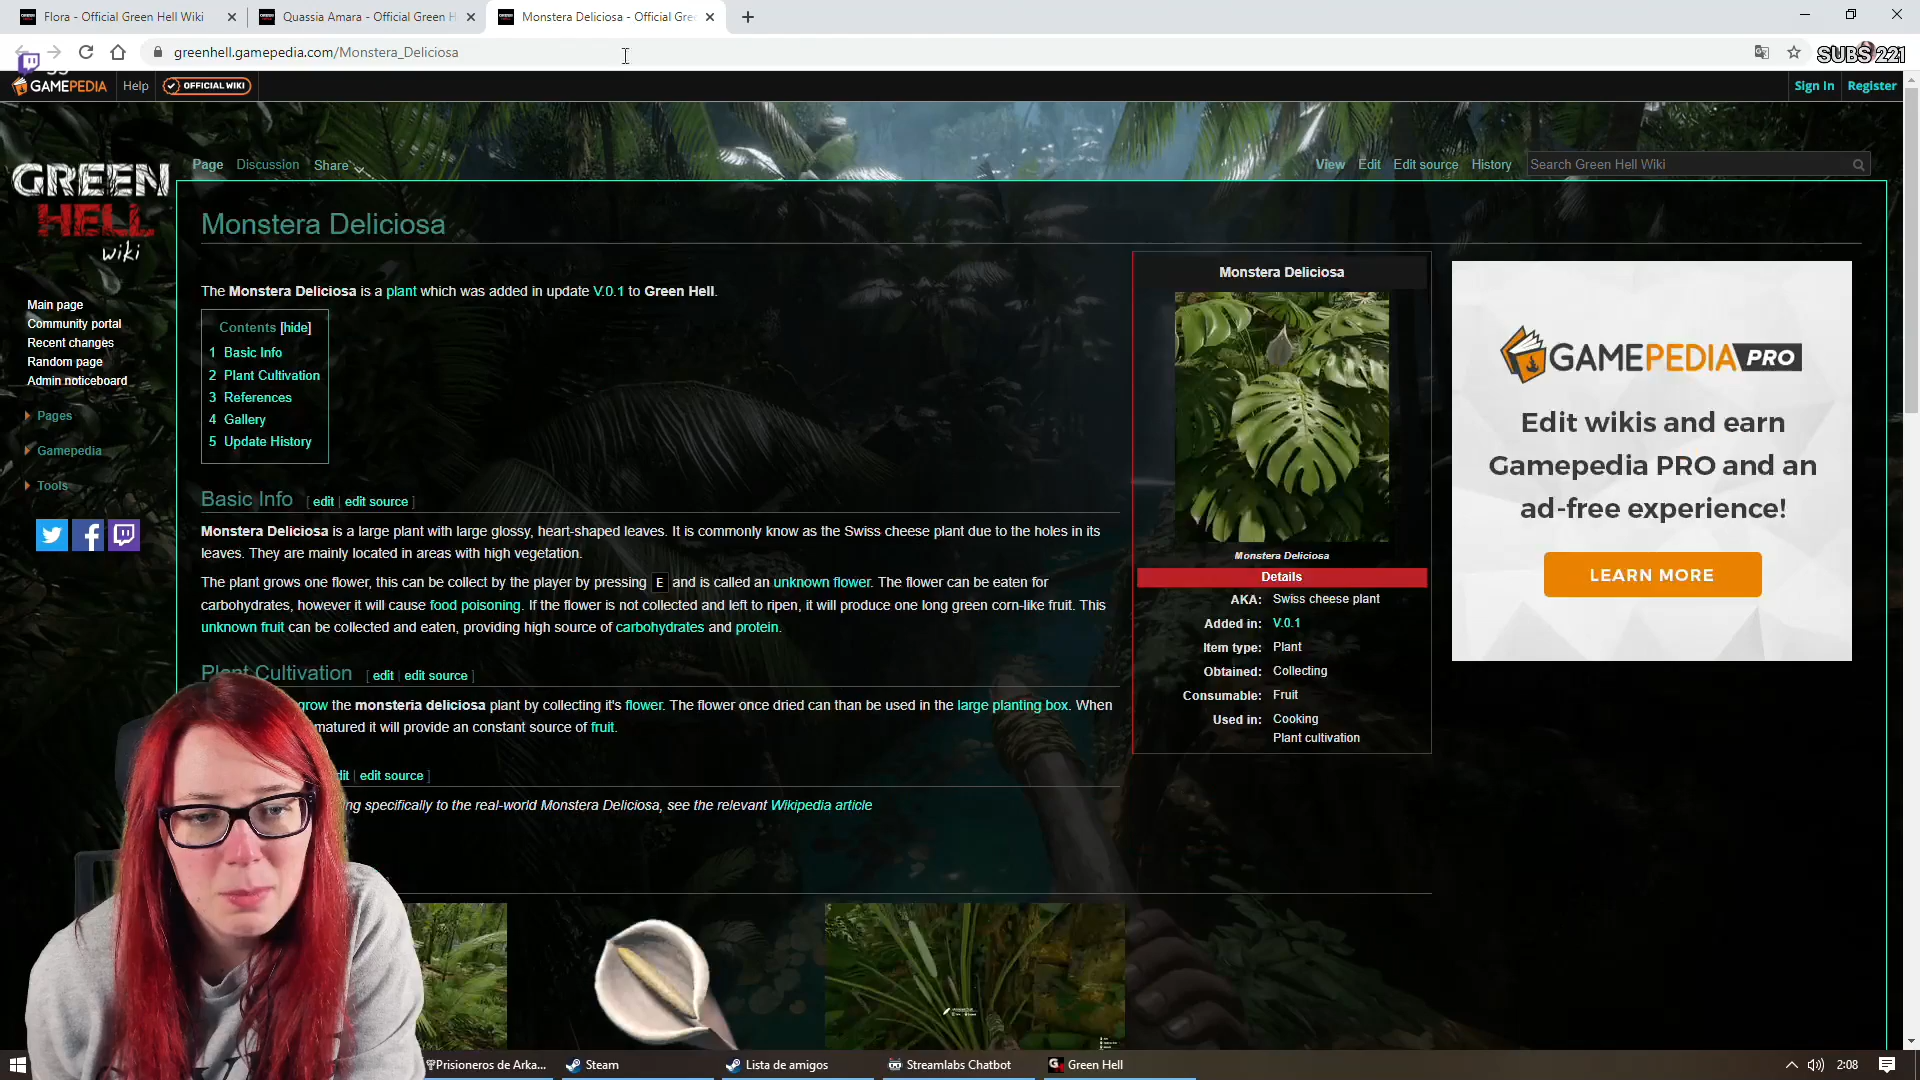 Flora - Official Green Hell Wiki
Quassia Amara - Official Green H
Monstera Deliciosa - Official Gre
greenhell.gamepedia.com/Monstera_Deliciosa
SUBS 221
GAMEPEDIA Help OFFICIAL WIKI
Sign In Register
GREEN
HELL
wiki
Page Discussion Share
View Edit Edit source History Search Green Hell Wiki
Main page
Community portal
Recent changes
Random page
Admin noticeboard
Pages
Gamepedia
Tools
Monstera Deliciosa
The Monstera Deliciosa is a plant which was added in update V.0.1 to Green Hell.
Contents [hide]
1 Basic Info
2 Plant Cultivation
3 References
4 Gallery
5 Update History
Basic Info [ edit | edit source ]
Monstera Deliciosa is a large plant with large glossy, heart-shaped leaves. It is commonly know as the Swiss cheese plant due to the holes in its
leaves. They are mainly located in areas with high vegetation.
The plant grows one flower, this can be collect by the player by pressing E and is called an unknown flower. The flower can be eaten for
carbohydrates, however it will cause food poisoning. If the flower is not collected and left to ripen, it will produce one long green corn-like fruit. This
unknown fruit can be collected and eaten, providing high source of carbohydrates and protein.
Plant Cultivation [ edit | edit source ]
grow the monsteria deliciosa plant by collecting it's flower. The flower once dried can than be used in the large planting box. When
matured it will provide an constant source of fruit.
dit | edit source ]
ng specifically to the real-world Monstera Deliciosa, see the relevant Wikipedia article
Monstera Deliciosa
Monstera Deliciosa
Details
AKA: Swiss cheese plant
Added in: V.0.1
Item type: Plant
Obtained: Collecting
Consumable: Fruit
Used in: Cooking
Plant cultivation
GAMEPEDIA PRO
Edit wikis and earn
Gamepedia PRO and an
ad-free experience!
LEARN MORE
Prisioneros de Arka...
Steam
Lista de amigos
Streamlabs Chatbot
Green Hell
2:08